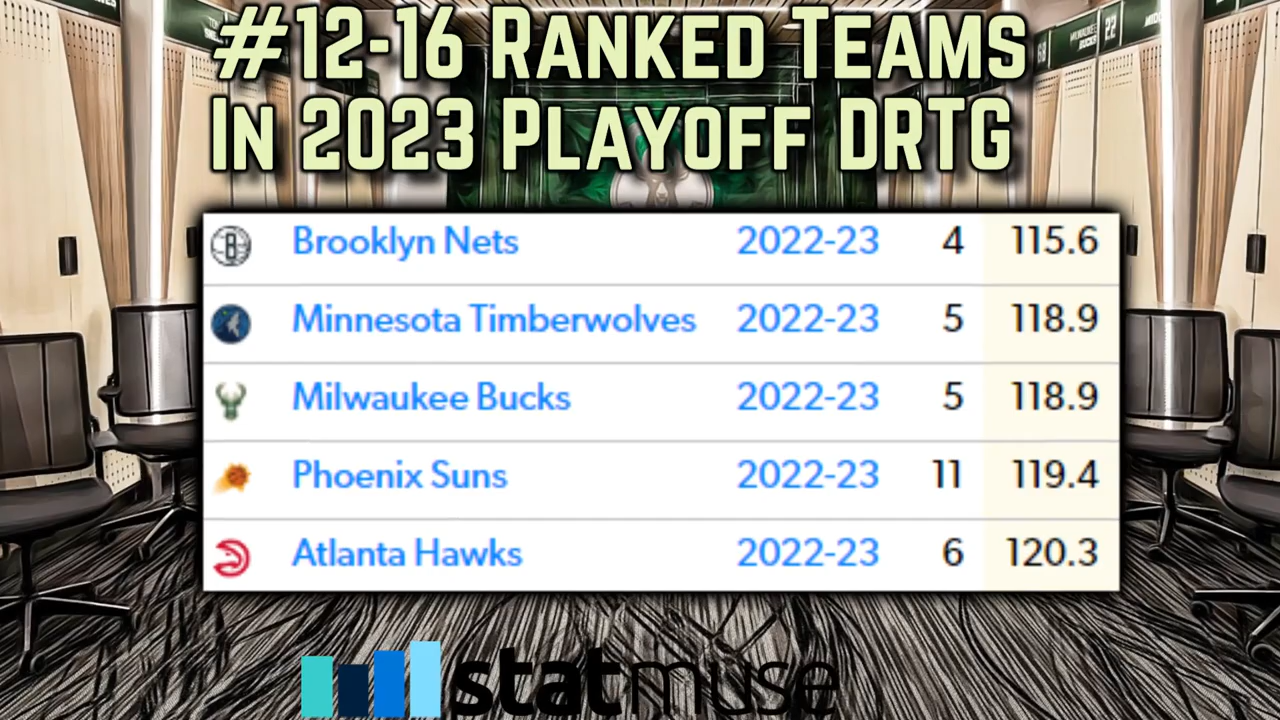 #12-16 RANKED TEAMS
IN 2023 PLAYOFF DRTG
Brooklyn Nets 2022-23 4 115.6
Minnesota Timberwolves 2022-23 5 118.9
Milwaukee Bucks 2022-23 5 118.9
Phoenix Suns 2022-23 11 119.4
Atlanta Hawks 2022-23 6 120.3
statmuse